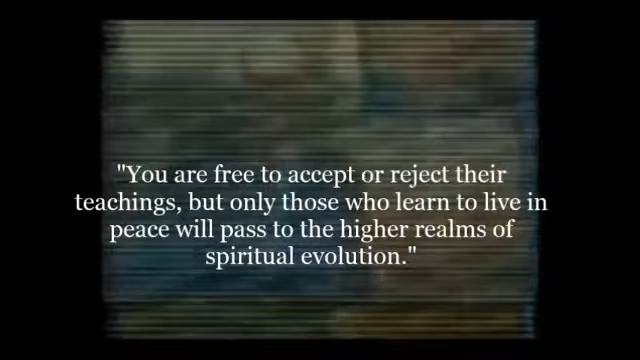 "You are free to accept or reject their
teachings, but only those who learn to live in
peace will pass to the higher realms of
spiritual evolution."